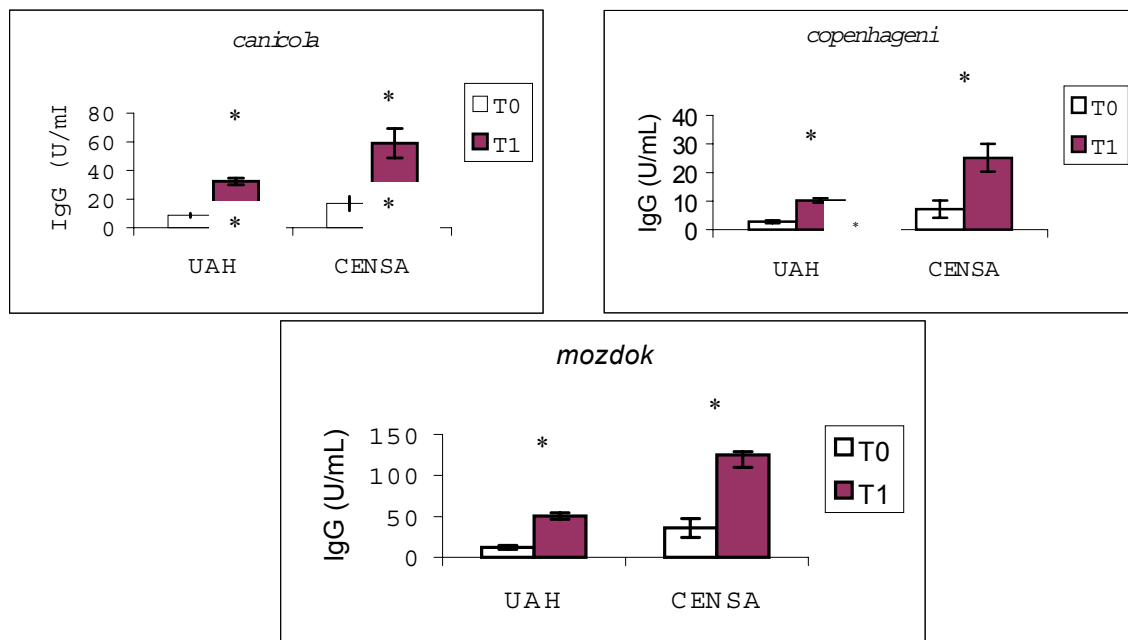 canicola
IgG (U/ml
80
60
40
20
0
*
*
*
*
UAH
CENSA
T0
T1
copenhageni
IgG (U/mL)
40
30
20
10
0
*
*
*
UAH
CENSA
T0
T1
mozdok
IgG (U/mL)
150
100
50
0
*
*
UAH
CENSA
T0
T1